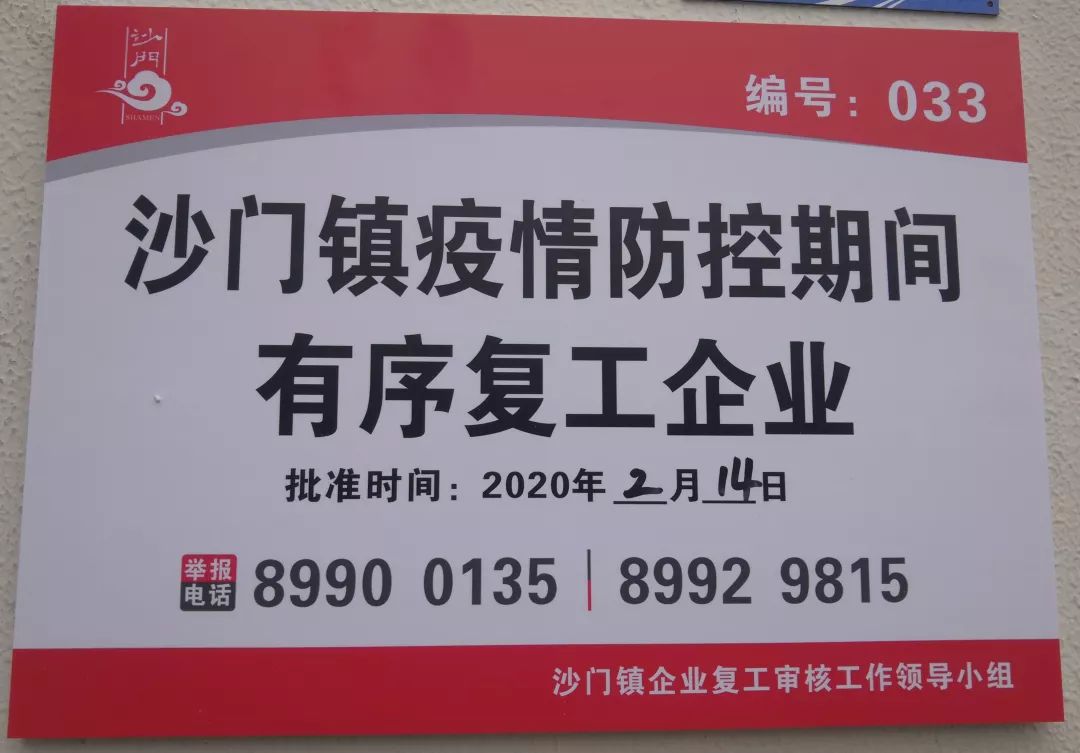 沙門
SHAMEN
编号：033
沙门镇疫情防控期间
有序复工企业
批准时间：2020年2月14日
举报电话 8990 0135 | 8992 9815
沙门镇企业复工审核工作领导小组